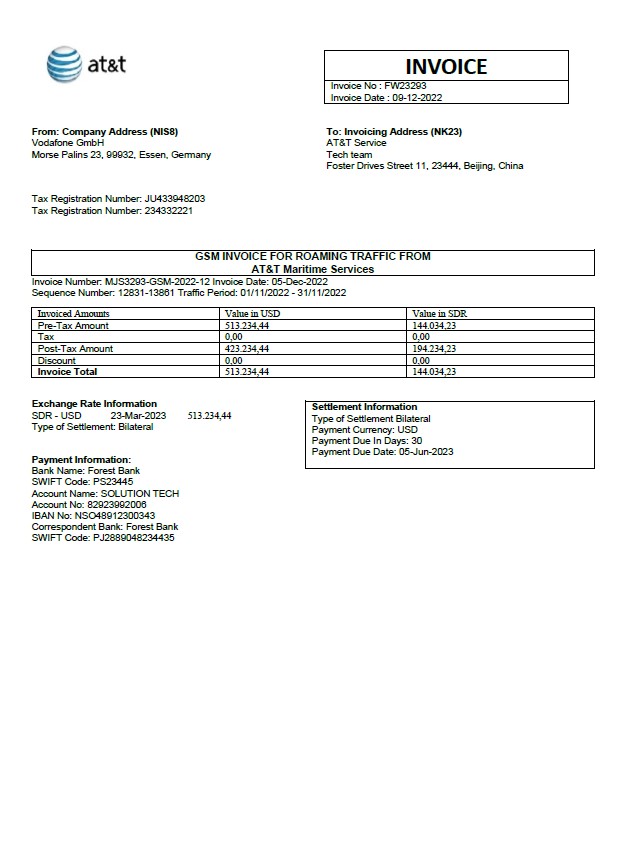 at&t
INVOICE
Invoice No : FW23293
Invoice Date : 09-12-2022
From: Company Address (NIS8)
Vodafone GmbH
Morse Palins 23, 99932, Essen, Germany
To: Invoicing Address (NK23)
AT&T Service
Tech team
Foster Drives Street 11, 23444, Beijing, China
Tax Registration Number: JU433948203
Tax Registration Number: 234332221
GSM INVOICE FOR ROAMING TRAFFIC FROM
AT&T Maritime Services
Invoice Number: MJS3293-GSM-2022-12 Invoice Date: 05-Dec-2022
Sequence Number: 12831-13861 Traffic Period: 01/11/2022 - 31/11/2022
Invoiced Amounts Value in USD Value in SDR
Pre-Tax Amount 513.234,44 144.034,23
Tax 0,00 0,00
Post-Tax Amount 423.234,44 194.234,23
Discount 0,00 0,00
Invoice Total 513.234,44 144.034,23
Exchange Rate Information
SDR - USD 23-Mar-2023 513.234,44
Type of Settlement: Bilateral
Settlement Information
Type of Settlement Bilateral
Payment Currency: USD
Payment Due In Days: 30
Payment Due Date: 05-Jun-2023
Payment Information:
Bank Name: Forest Bank
SWIFT Code: PS23445
Account Name: SOLUTION TECH
Account No: 82923992006
IBAN No: NSO48912300343
Correspondent Bank: Forest Bank
SWIFT Code: PJ2889048234435